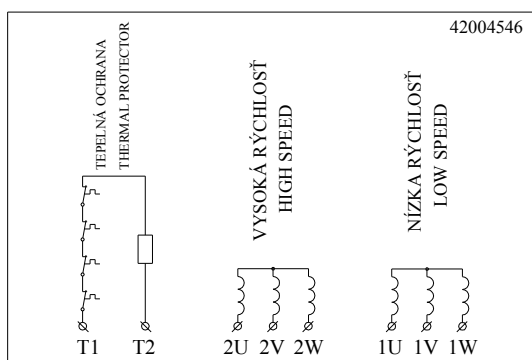 42004546
TEPELNÁ OCHRANA
THERMAL PROTECTOR
VYSOKÁ RÝCHLOSŤ
HIGH SPEED
NÍZKA RÝCHLOSŤ
LOW SPEED
T1 T2 2U 2V 2W 1U 1V 1W